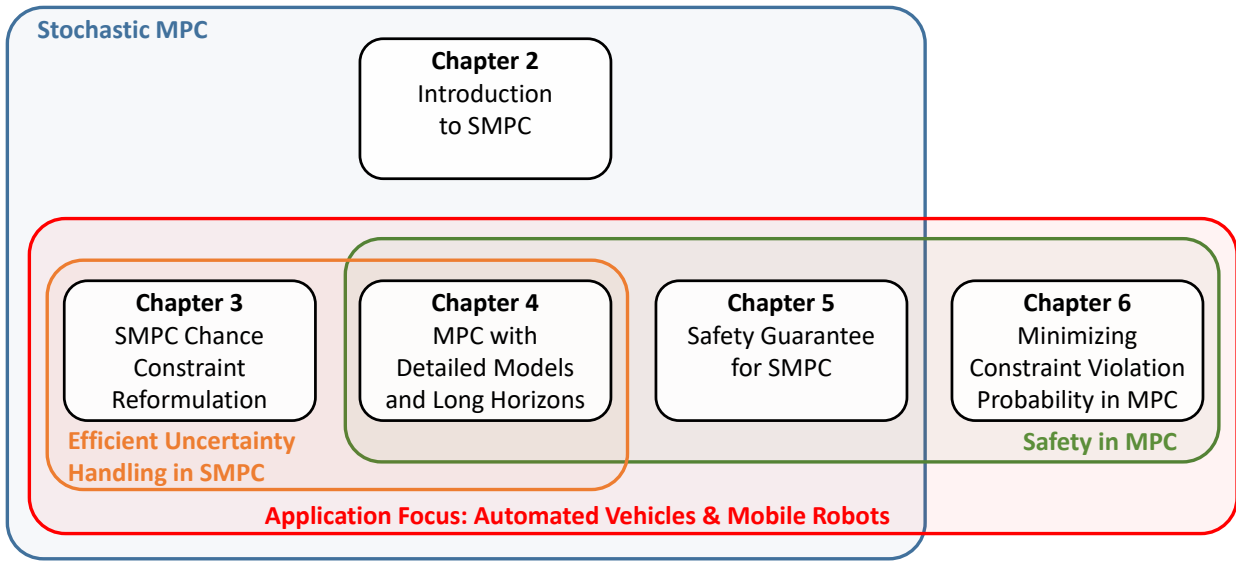 Stochastic MPC
Chapter 2
Introduction
to SMPC
Chapter 3
SMPC Chance
Constraint
Reformulation
Chapter 4
MPC with
Detailed Models
and Long Horizons
Chapter 5
Safety Guarantee
for SMPC
Chapter 6
Minimizing
Constraint Violation
Probability in MPC
Efficient Uncertainty
Handling in SMPC
Safety in MPC
Application Focus: Automated Vehicles & Mobile Robots